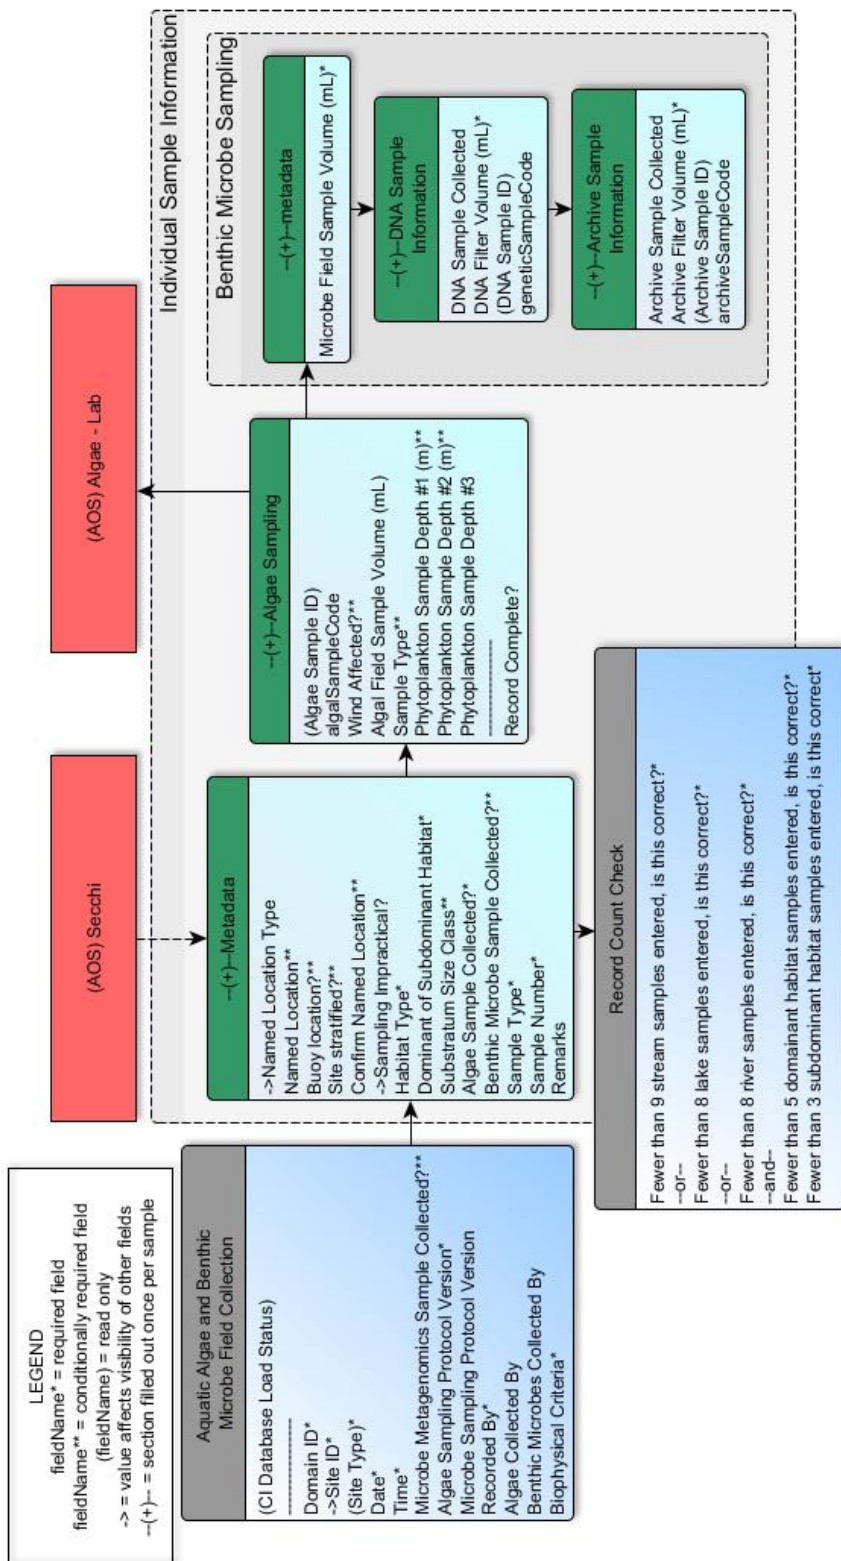 LEGEND
fieldName* = required field
fieldName** = conditionally required field
(fieldName) = read only
-> = value affects visibility of other fields
--(+)-- = section filled out once per sample
Aquatic Algae and Benthic
Microbe Field Collection
(CI Database Load Status)
------------------
Domain ID*
->Site ID*
(Site Type)*
Date*
Time*
Microbe Metagenomics Sample Collected?**
Algae Sampling Protocol Version*
Microbe Sampling Protocol Version
Recorded By*
Algae Collected By
Benthic Microbes Collected By
Biophysical Criteria*
(AOS) Secchi
(AOS) Algae - Lab
Individual Sample Information
--(+)--Metadata
->Named Location Type
Named Location**
Buoy location?**
Site stratified?**
Confirm Named Location**
->Sampling Impractical?
Habitat Type*
Dominant of Subdominant Habitat*
Substratum Size Class**
Algae Sample Collected?*
Benthic Microbe Sample Collected?**
Sample Type*
Sample Number*
Remarks
--(+)--Algae Sampling
(Algae Sample ID)
algalSampleCode
Wind Affected?**
Algal Field Sample Volume (mL)
Sample Type**
Phytoplankton Sample Depth #1 (m)**
Phytoplankton Sample Depth #2 (m)**
Phytoplankton Sample Depth #3
------------------
Record Complete?
Benthic Microbe Sampling
--(+)--metadata
Microbe Field Sample Volume (mL)*
--(+)--DNA Sample
Information
DNA Sample Collected
DNA Filter Volume (mL)*
(DNA Sample ID)
geneticSampleCode
--(+)--Archive Sample
Information
Archive Sample Collected
Archive Filter Volume (mL)*
(Archive Sample ID)
archiveSampleCode
Record Count Check
Fewer than 9 stream samples entered, is this correct?*
--or--
Fewer than 8 lake samples entered, is this correct?*
--or--
Fewer than 8 river samples entered, is this correct?*
--and--
Fewer than 5 domainant habitat samples entered, is this correct?*
Fewer than 3 subdominant habitat samples entered, is this correct*